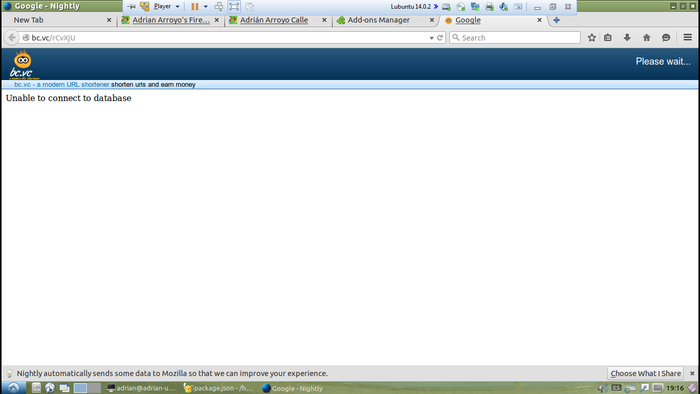 Google - Nightly
Player
Lubuntu 14.0.2
New Tab
Adrian Arroyo's Fire...
Adrián Arroyo Calle
Add-ons Manager
Google
bc.vc/rCvXjU
Search
bc.vc
Please wait...
bc.vc - a modern URL shortener shorten urls and earn money
Unable to connect to database
Nightly automatically sends some data to Mozilla so that we can improve your experience.
Choose What I Share
adrian@adrian-u...
*package.json - /h...
Google - Nightly
ES
19:16